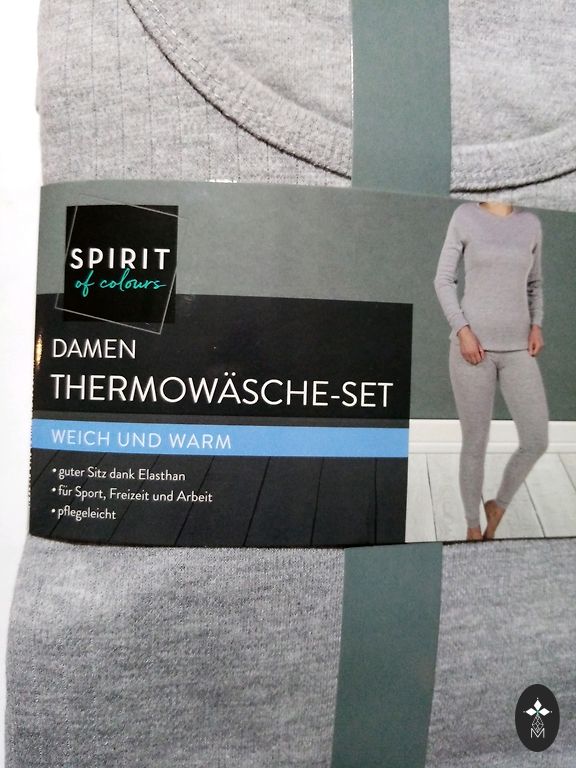 SPIRIT
of colours
DAMEN
THERMOWÄSCHE-SET
WEICH UND WARM
• guter Sitz dank Elasthan
• für Sport, Freizeit und Arbeit
• pflegeleicht
M